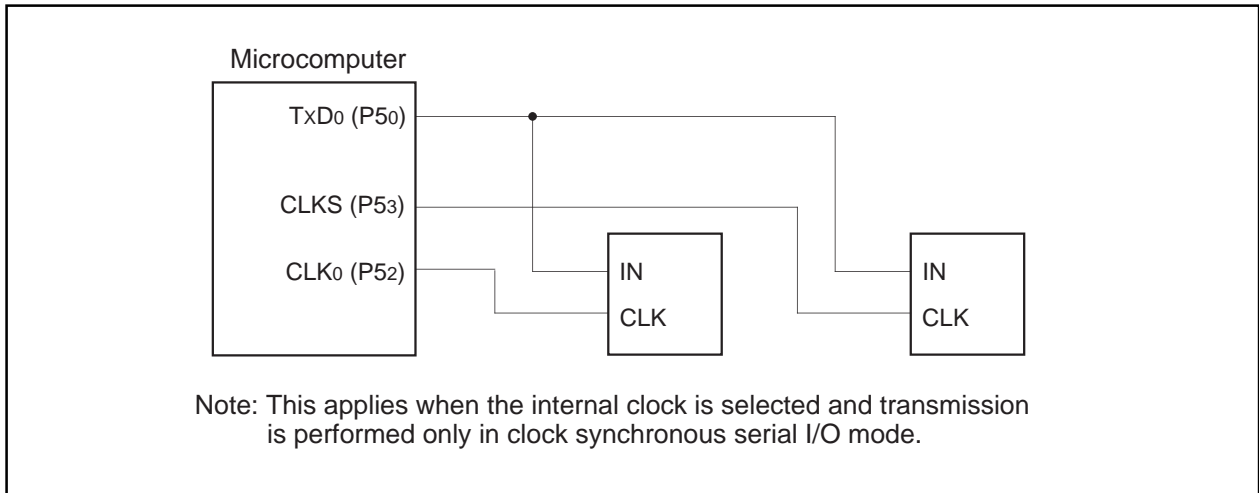 Microcomputer
TxD0 (P50)
CLKS (P53)
CLK0 (P52)
IN
CLK
IN
CLK
Note: This applies when the internal clock is selected and transmission
is performed only in clock synchronous serial I/O mode.